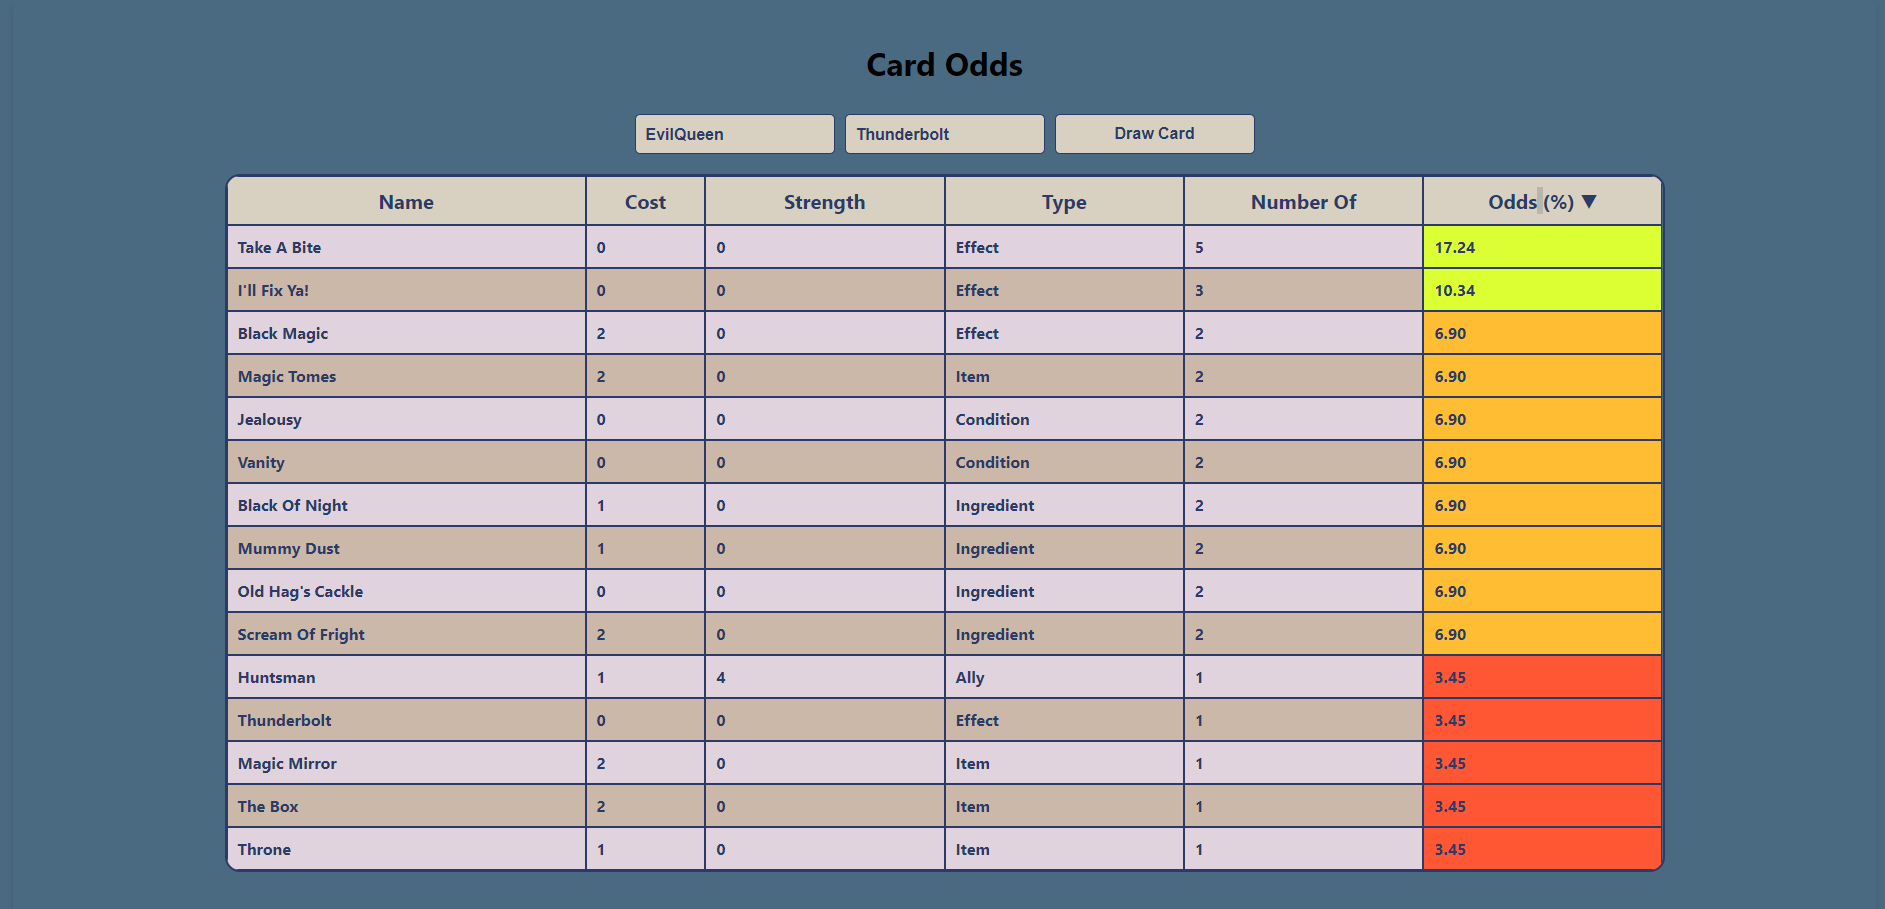 Card Odds
EvilQueen Thunderbolt Draw Card
Name Cost Strength Type Number Of Odds (%) ▼
Take A Bite 0 0 Effect 5 17.24
I'll Fix Ya! 0 0 Effect 3 10.34
Black Magic 2 0 Effect 2 6.90
Magic Tomes 2 0 Item 2 6.90
Jealousy 0 0 Condition 2 6.90
Vanity 0 0 Condition 2 6.90
Black Of Night 1 0 Ingredient 2 6.90
Mummy Dust 1 0 Ingredient 2 6.90
Old Hag's Cackle 0 0 Ingredient 2 6.90
Scream Of Fright 2 0 Ingredient 2 6.90
Huntsman 1 4 Ally 1 3.45
Thunderbolt 0 0 Effect 1 3.45
Magic Mirror 2 0 Item 1 3.45
The Box 2 0 Item 1 3.45
Throne 1 0 Item 1 3.45